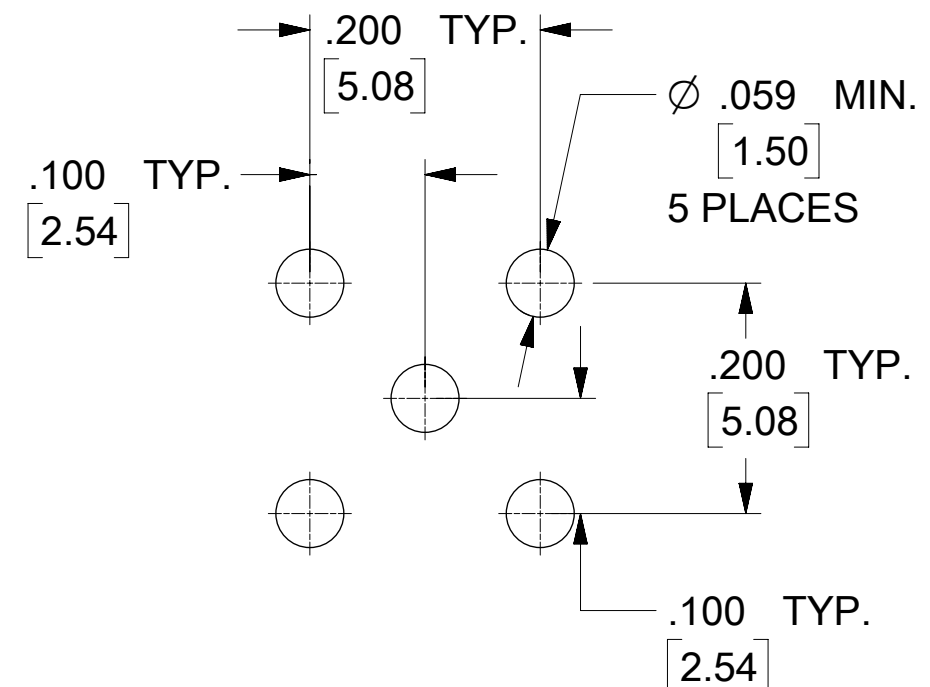 .200 TYP.
[5.08]
Ø .059 MIN.
[1.50]
5 PLACES
.100 TYP.
[2.54]
.200 TYP.
[5.08]
.100 TYP.
[2.54]